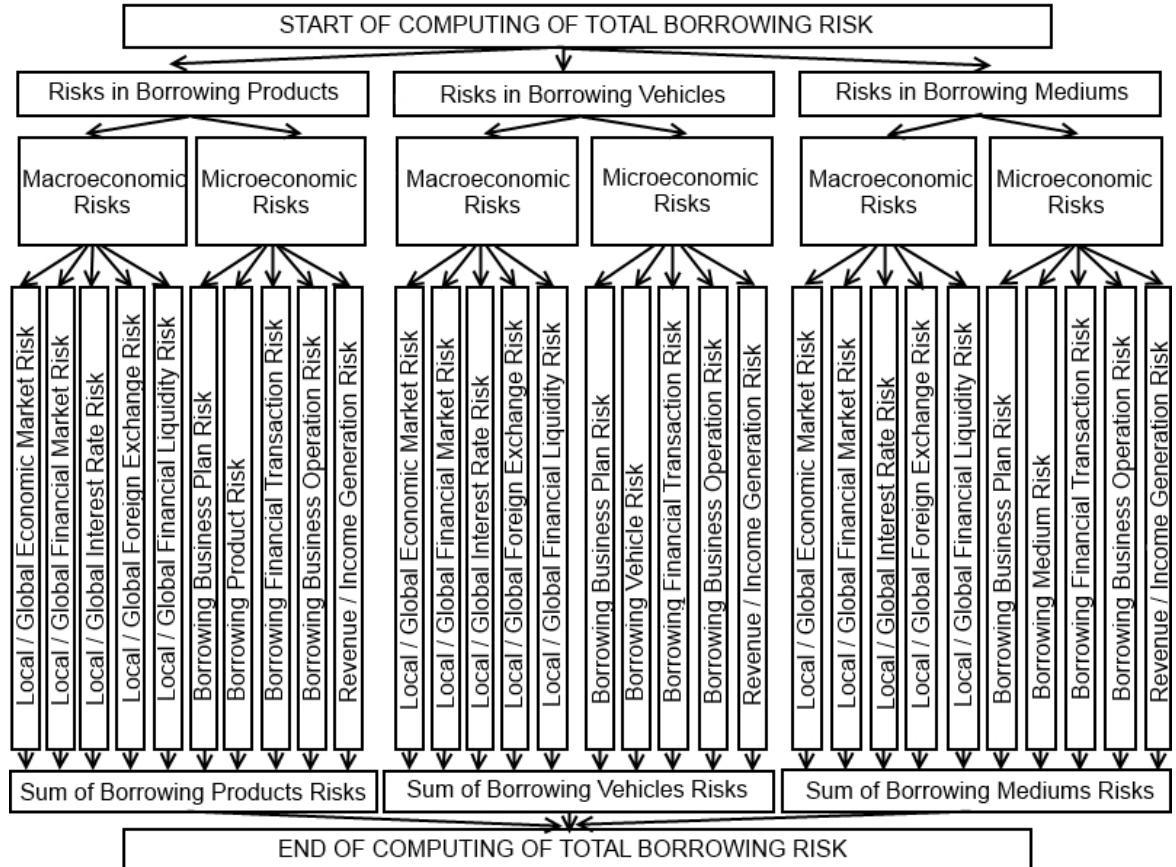 START OF COMPUTING OF TOTAL BORROWING RISK
Risks in Borrowing Products
Risks in Borrowing Vehicles
Risks in Borrowing Mediums
Macroeconomic
Risks
Microeconomic
Risks
Macroeconomic
Risks
Microeconomic
Risks
Macroeconomic
Risks
Microeconomic
Risks
Local / Global Economic Market Risk
Local / Global Financial Market Risk
Local / Global Interest Rate Risk
Local / Global Foreign Exchange Risk
Local / Global Financial Liquidity Risk
Borrowing Business Plan Risk
Borrowing Product Risk
Borrowing Financial Transaction Risk
Borrowing Business Operation Risk
Revenue / Income Generation Risk
Local / Global Economic Market Risk
Local / Global Financial Market Risk
Local / Global Interest Rate Risk
Local / Global Foreign Exchange Risk
Local / Global Financial Liquidity Risk
Borrowing Business Plan Risk
Borrowing Vehicle Risk
Borrowing Financial Transaction Risk
Borrowing Business Operation Risk
Revenue / Income Generation Risk
Local / Global Economic Market Risk
Local / Global Financial Market Risk
Local / Global Interest Rate Risk
Local / Global Foreign Exchange Risk
Local / Global Financial Liquidity Risk
Borrowing Business Plan Risk
Borrowing Medium Risk
Borrowing Financial Transaction Risk
Borrowing Business Operation Risk
Revenue / Income Generation Risk
Sum of Borrowing Products Risks
Sum of Borrowing Vehicles Risks
Sum of Borrowing Mediums Risks
END OF COMPUTING OF TOTAL BORROWING RISK